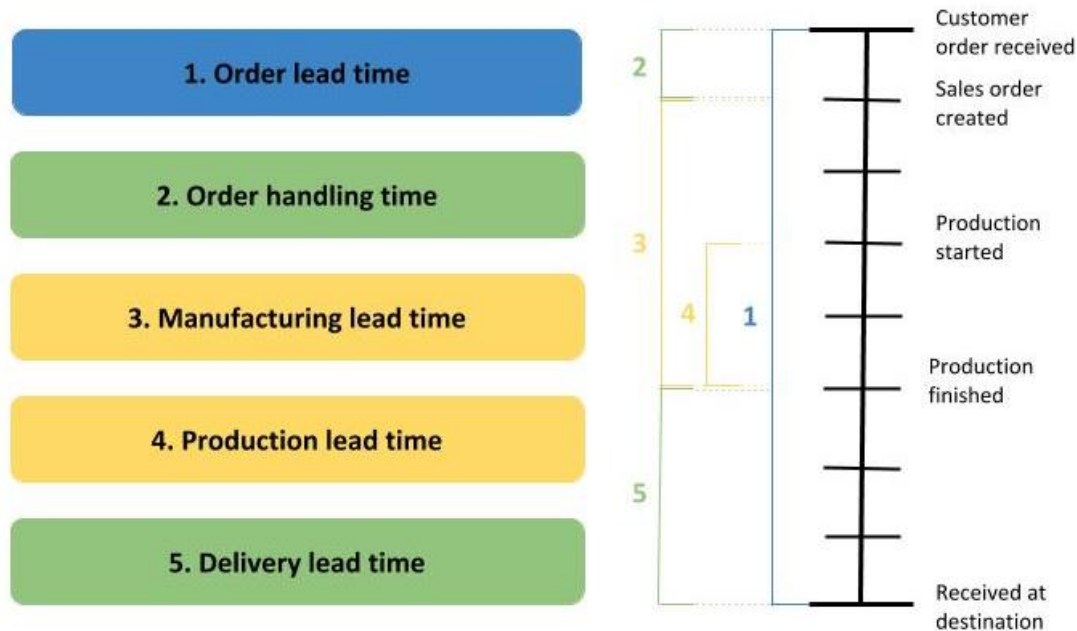 1. Order lead time
2. Order handling time
3. Manufacturing lead time
4. Production lead time
5. Delivery lead time
2
3
4
1
5
Customer
order received
Sales order
created
Production
started
Production
finished
Received at
destination